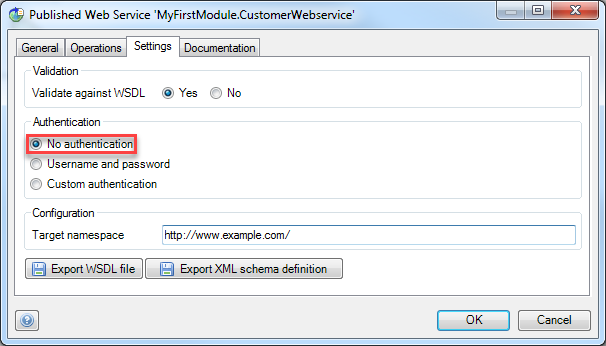 Published Web Service 'MyFirstModule.CustomerWebservice'
General Operations Settings Documentation
Validation
Validate against WSDL Yes No
Authentication
No authentication
Username and password
Custom authentication
Configuration
Target namespace http://www.example.com/
Export WSDL file Export XML schema definition
? OK Cancel